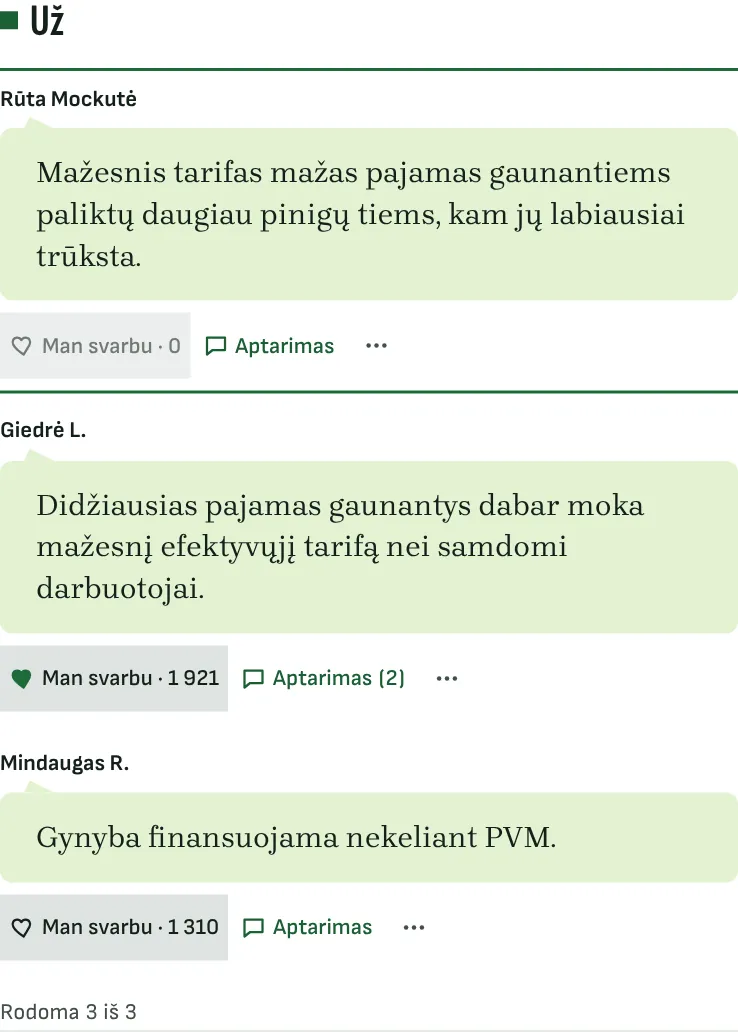 Už
Rūta Mockutė
Mažesnis tarifas mažas pajamas gaunantiems
paliktų daugiau pinigų tiems, kam jų labiausiai
trūksta.
Man svarbu · 0 Aptarimas
Giedrė L.
Didžiausias pajamas gaunantys dabar moka
mažesnį efektyvųjį tarifą nei samdomi
darbuotojai.
Man svarbu · 1 921 Aptarimas (2)
Mindaugas R.
Gynyba finansuojama nekeliant PVM.
Man svarbu · 1 310 Aptarimas
Rodoma 3 iš 3